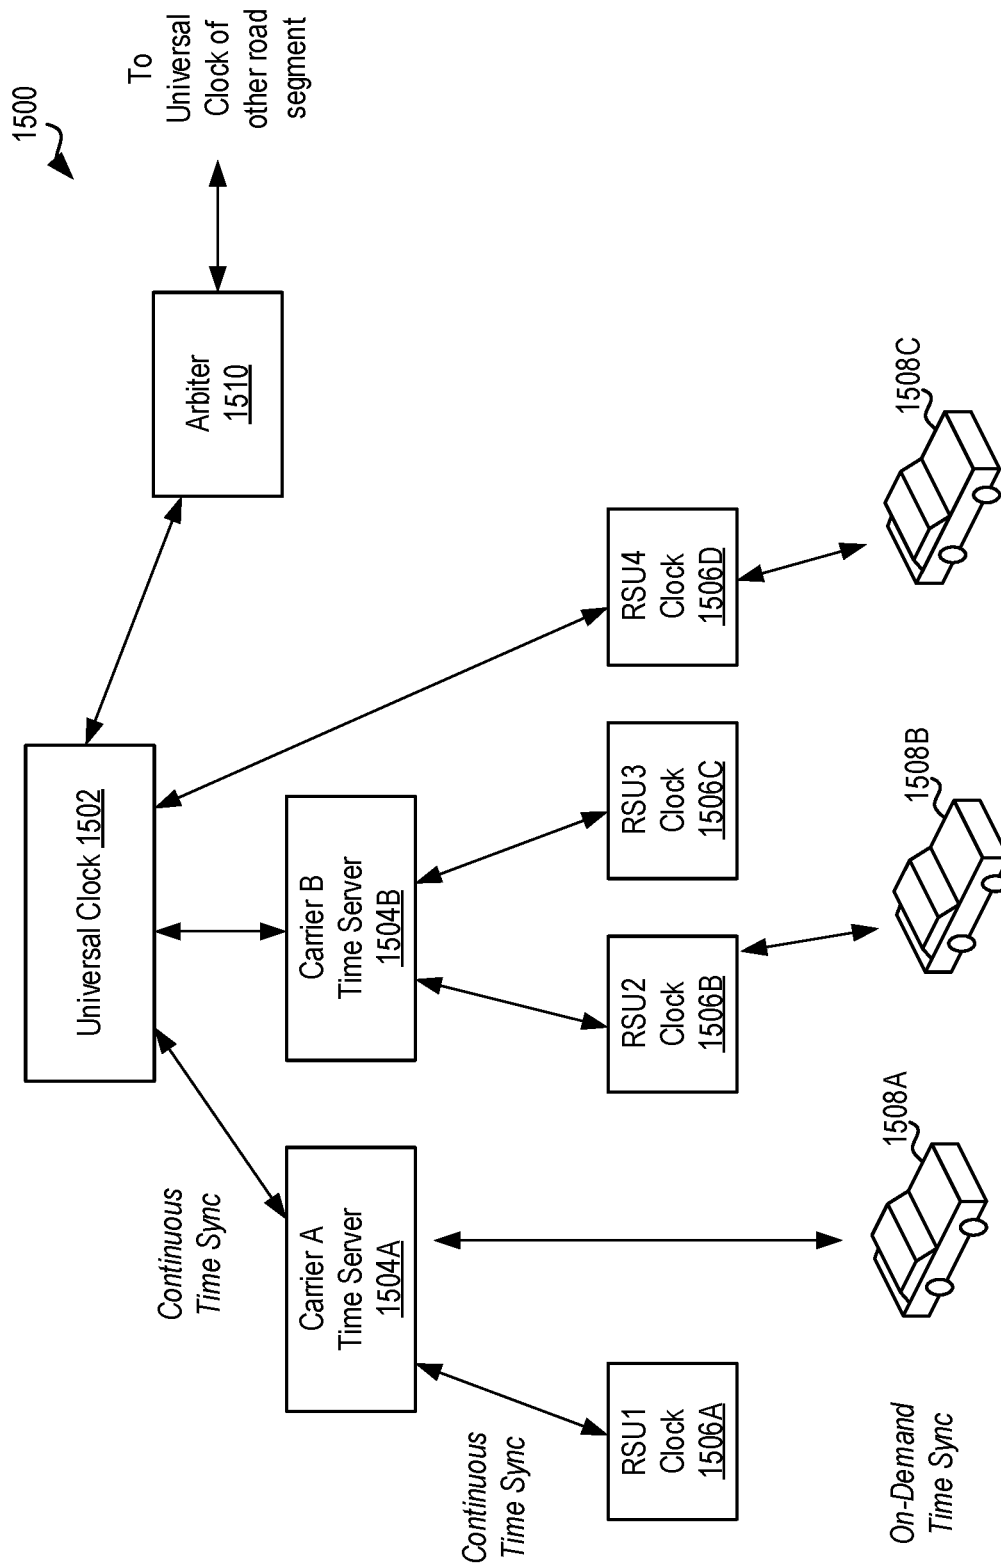 1500
To
Universal
Clock of
other road
segment
Universal Clock 1502
Arbiter
1510
Continuous
Time Sync
Carrier A
Time Server
1504A
Carrier B
Time Server
1504B
Continuous
Time Sync
RSU1
Clock
1506A
RSU2
Clock
1506B
RSU3
Clock
1506C
RSU4
Clock
1506D
On-Demand
Time Sync
1508A
1508B
1508C